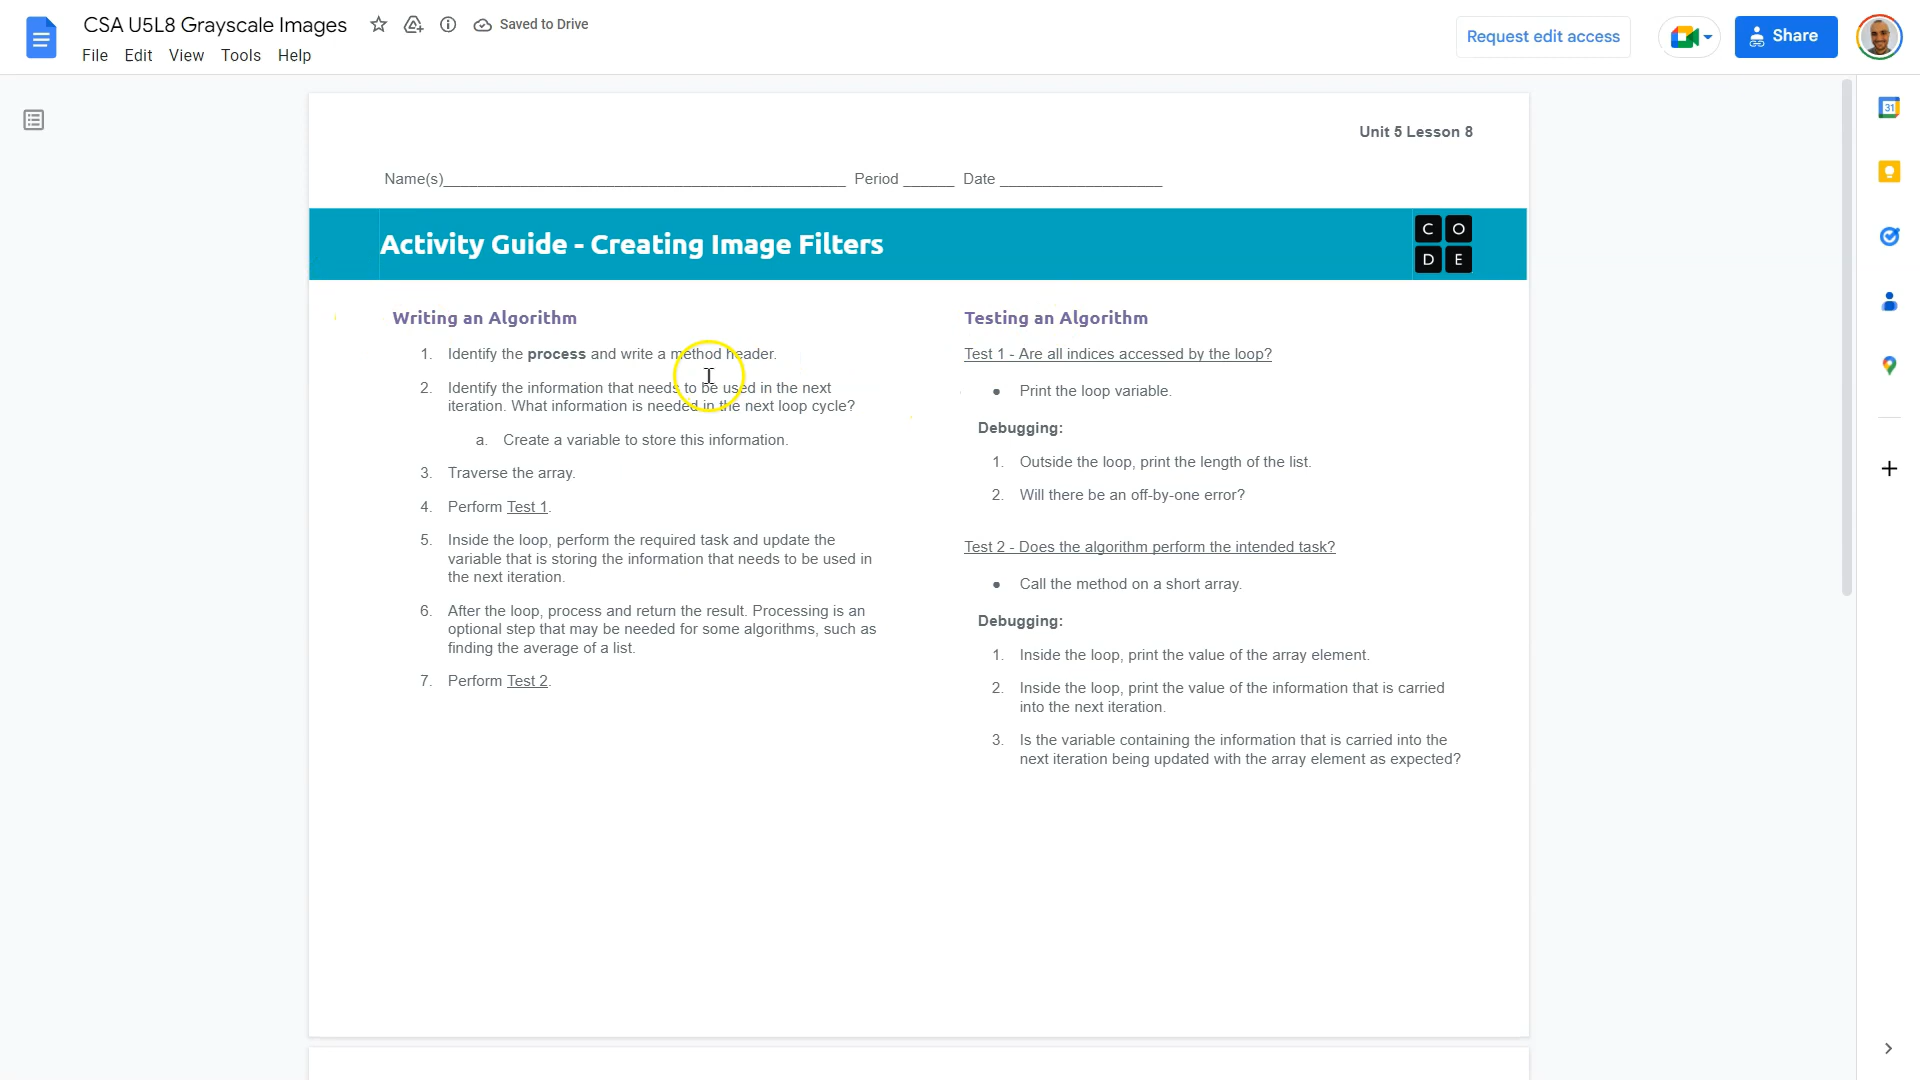 CSA U5L8 Grayscale Images
Saved to Drive
File Edit View Tools Help
Request edit access
Share
31
Unit 5 Lesson 8
Name(s)_____ Period _____ Date _____
Activity Guide - Creating Image Filters
C O
D E
Writing an Algorithm
1. Identify the process and write a method header.
2. Identify the information that needs to be used in the next
iteration. What information is needed in the next loop cycle?
a. Create a variable to store this information.
3. Traverse the array.
4. Perform Test 1.
5. Inside the loop, perform the required task and update the
variable that is storing the information that needs to be used in
the next iteration.
6. After the loop, process and return the result. Processing is an
optional step that may be needed for some algorithms, such as
finding the average of a list.
7. Perform Test 2.
Testing an Algorithm
Test 1 - Are all indices accessed by the loop?
● Print the loop variable.
Debugging:
1. Outside the loop, print the length of the list.
2. Will there be an off-by-one error?
Test 2 - Does the algorithm perform the intended task?
● Call the method on a short array.
Debugging:
1. Inside the loop, print the value of the array element.
2. Inside the loop, print the value of the information that is carried
into the next iteration.
3. Is the variable containing the information that is carried into the
next iteration being updated with the array element as expected?